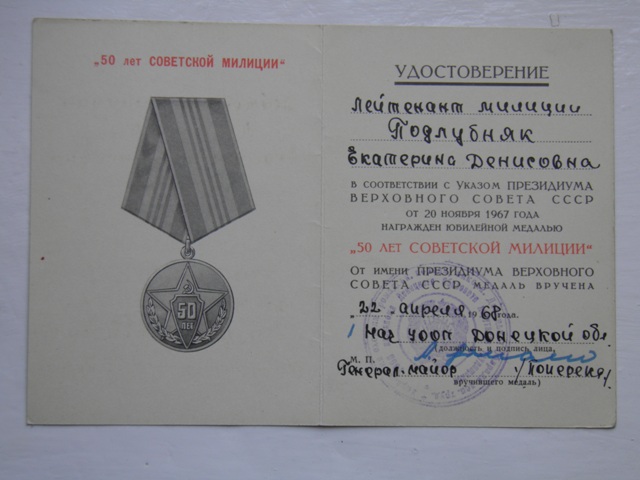 „50 лет СОВЕТСКОЙ МИЛИЦИИ“
50
ЛЕТ
УДОСТОВЕРЕНИЕ
Лейтенант милиции
Подлубняк
Екатерина Денисовна
В СООТВЕТСТВИИ С УКАЗОМ ПРЕЗИДИУМА
ВЕРХОВНОГО СОВЕТА СССР
ОТ 20 НОЯБРЯ 1967 ГОДА
НАГРАЖДЕН ЮБИЛЕЙНОЙ МЕДАЛЬЮ
„50 ЛЕТ СОВЕТСКОЙ МИЛИЦИИ“
ОТ ИМЕНИ ПРЕЗИДИУМА ВЕРХОВНОГО
СОВЕТА СССР МЕДАЛЬ ВРУЧЕНА
„22 апреля 1968 года.
Нач уооп Донецкой обл
(должность и подпись лица,
М. П.
Генерал-майор
вручившего медаль)